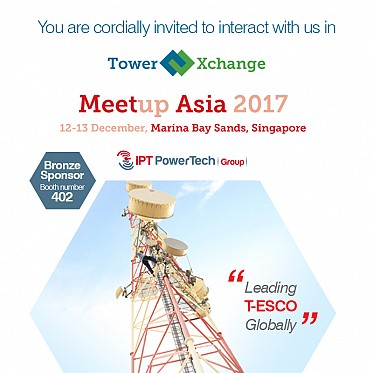 You are cordially invited to interact with us in
Tower Xchange
Meetup Asia 2017
12-13 December, Marina Bay Sands, Singapore
Bronze
Sponsor
Booth number
402
IPT PowerTech | Group |
“Leading
T-ESCO
Globally”